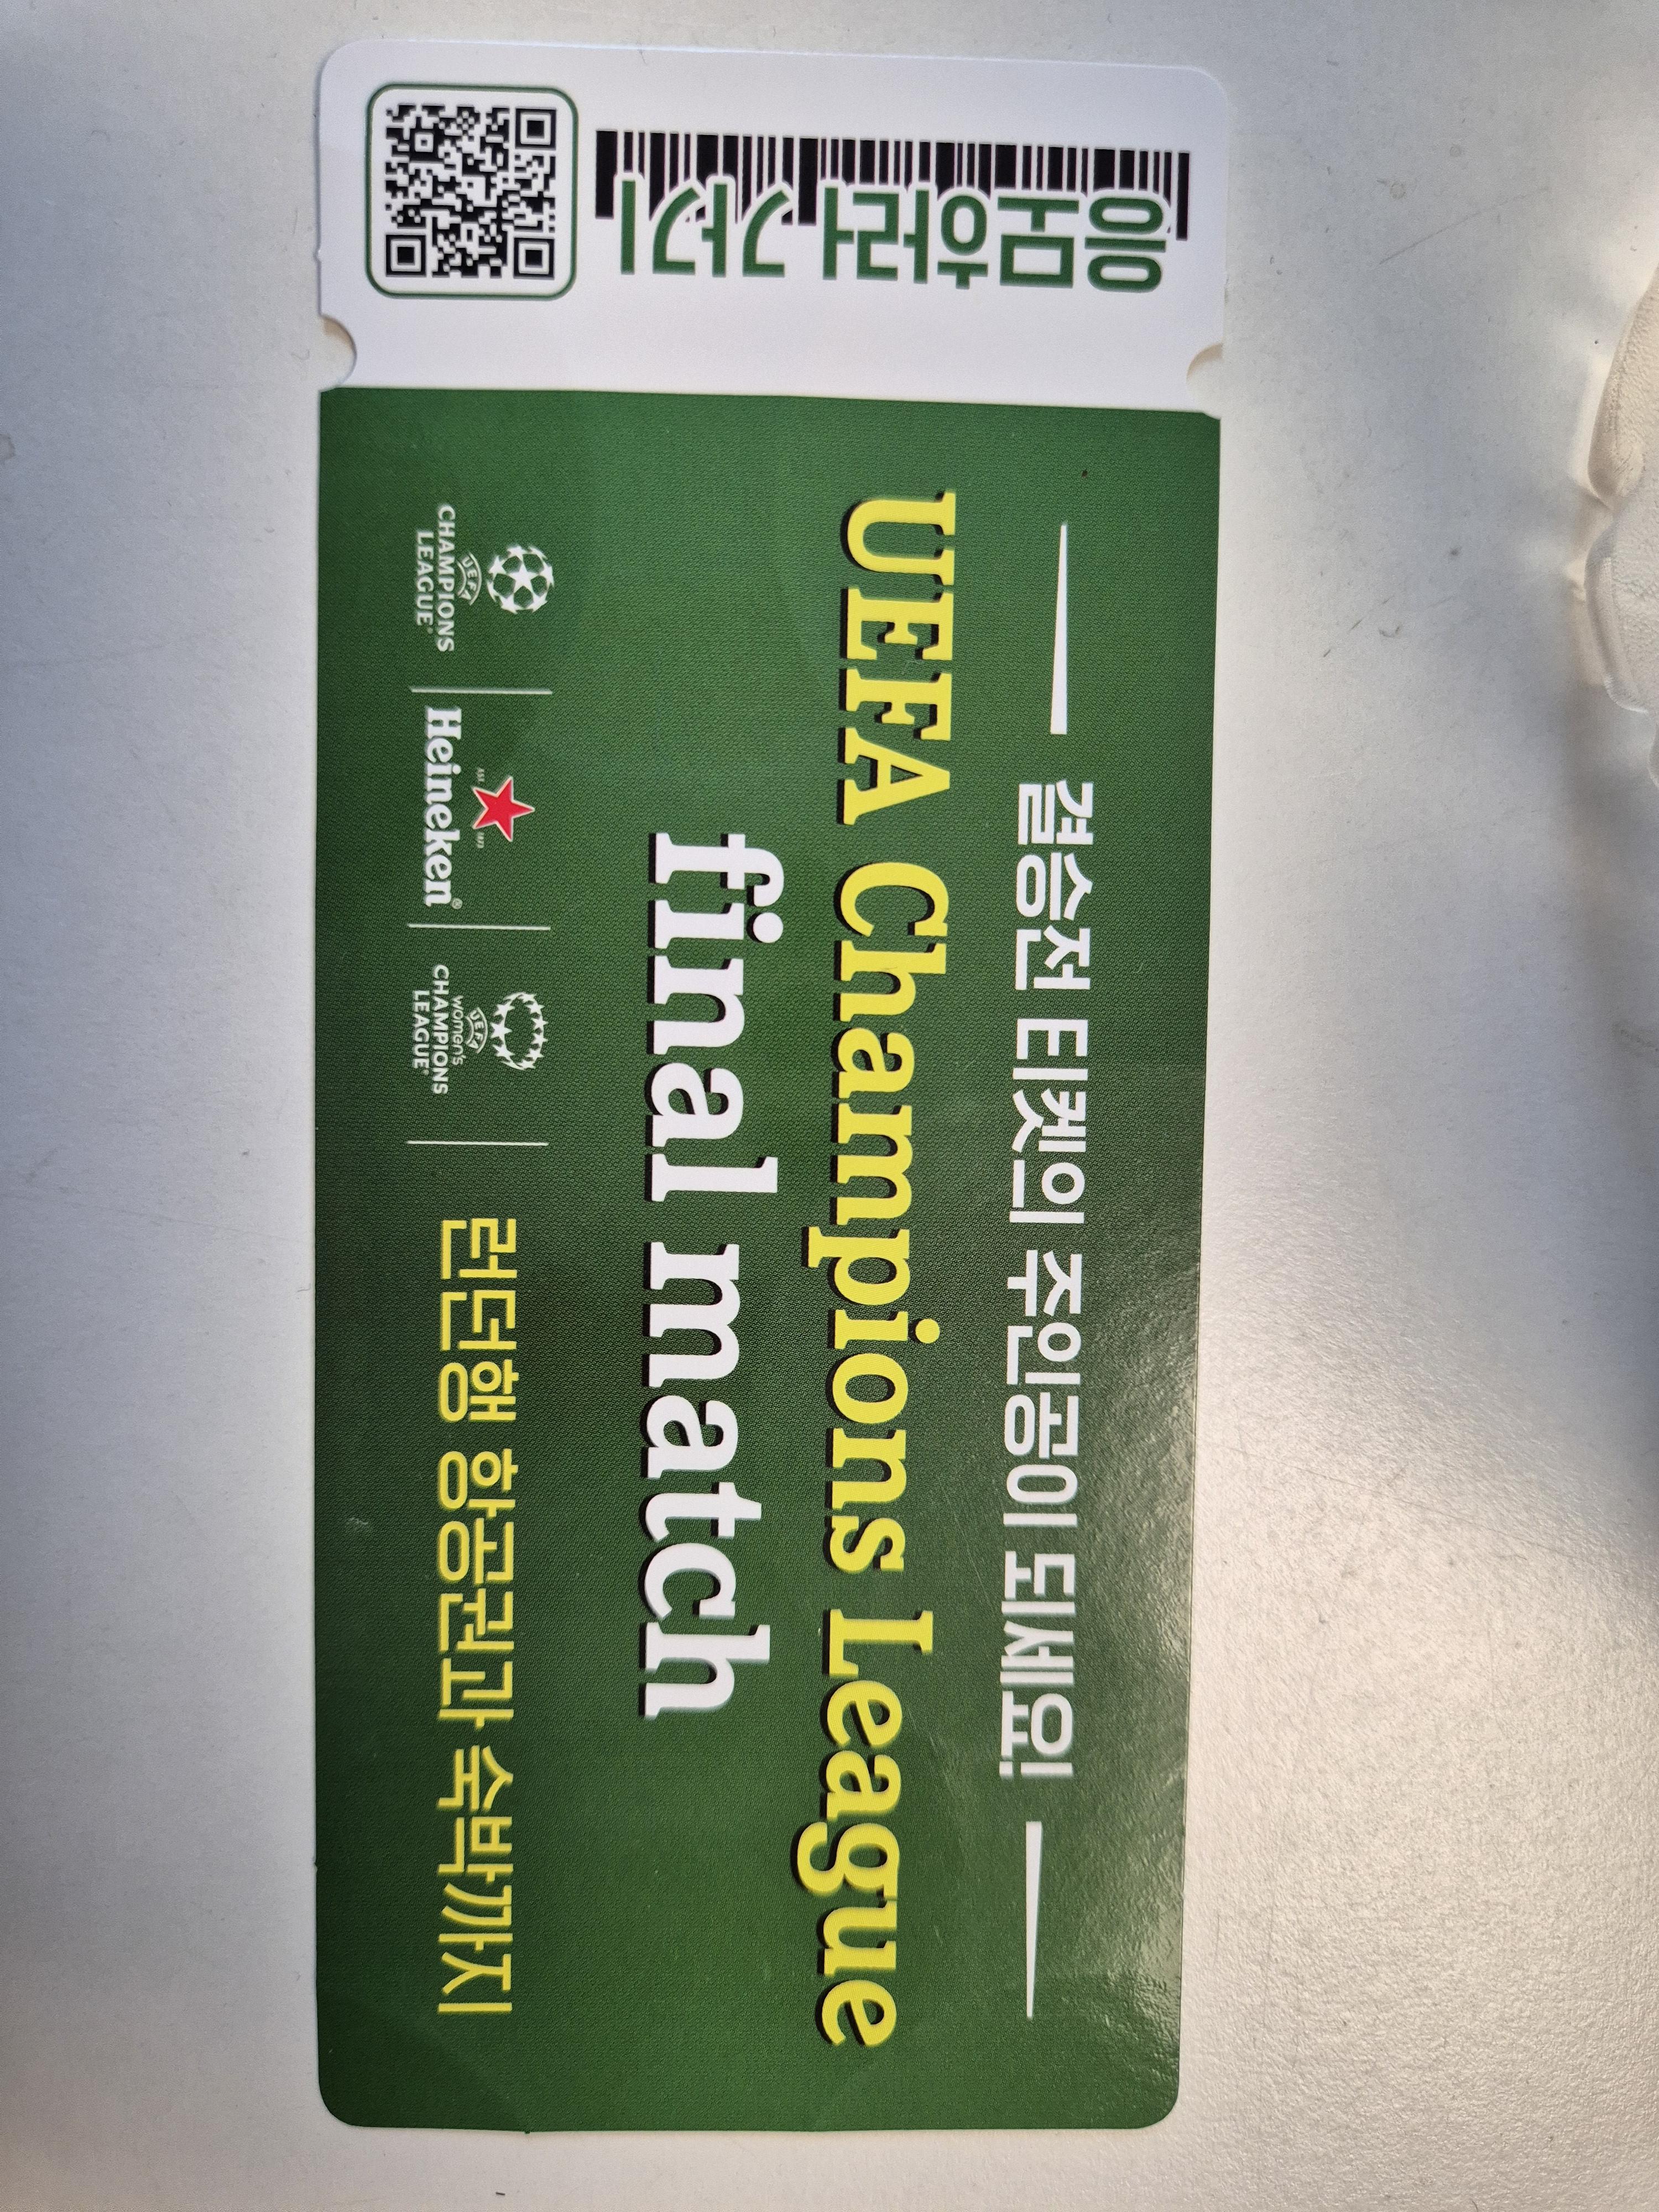 응모하러 가기
결승전 티켓의 주인공이 되세요!
UEFA Champions League
final match
UEFA
CHAMPIONS
LEAGUE®
Heineken®
UEFA
women's
CHAMPIONS
LEAGUE®
런던행 항공권과 숙박까지